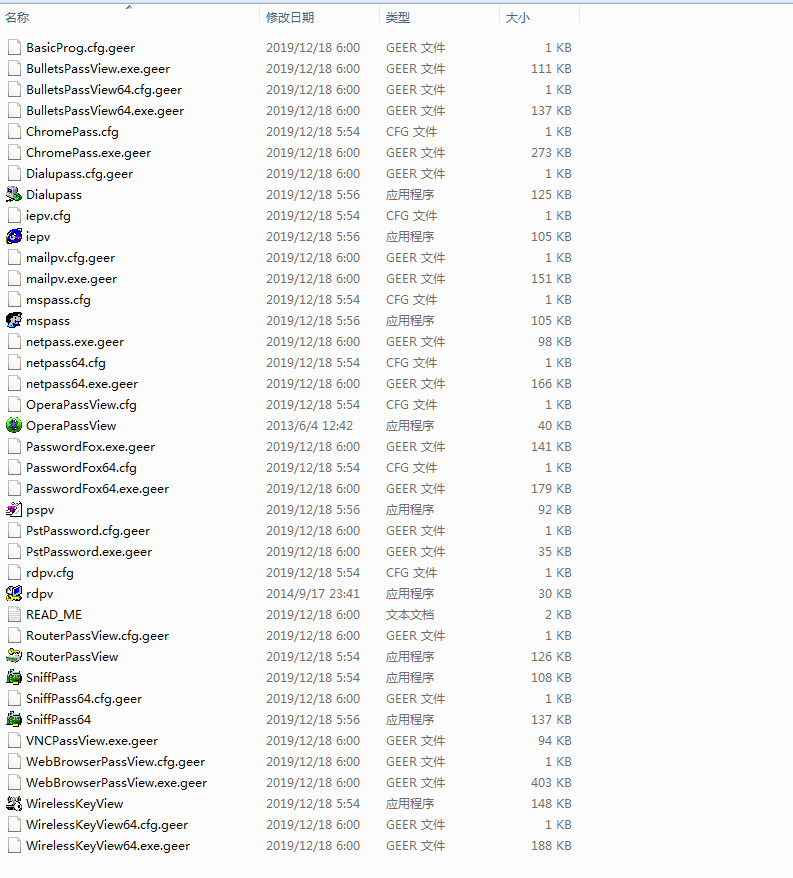 名称 修改日期 类型 大小
BasicProg.cfg.geer 2019/12/18 6:00 GEER 文件 1 KB
BulletsPassView.exe.geer 2019/12/18 6:00 GEER 文件 111 KB
BulletsPassView64.cfg.geer 2019/12/18 6:00 GEER 文件 1 KB
BulletsPassView64.exe.geer 2019/12/18 6:00 GEER 文件 137 KB
ChromePass.cfg 2019/12/18 5:54 CFG 文件 1 KB
ChromePass.exe.geer 2019/12/18 6:00 GEER 文件 273 KB
Dialupass.cfg.geer 2019/12/18 6:00 GEER 文件 1 KB
Dialupass 2019/12/18 5:56 应用程序 125 KB
iepv.cfg 2019/12/18 5:54 CFG 文件 1 KB
iepv 2019/12/18 5:56 应用程序 105 KB
mailpv.cfg.geer 2019/12/18 6:00 GEER 文件 1 KB
mailpv.exe.geer 2019/12/18 6:00 GEER 文件 151 KB
mspass.cfg 2019/12/18 5:54 CFG 文件 1 KB
mspass 2019/12/18 5:56 应用程序 105 KB
netpass.exe.geer 2019/12/18 6:00 GEER 文件 98 KB
netpass64.cfg 2019/12/18 5:54 CFG 文件 1 KB
netpass64.exe.geer 2019/12/18 6:00 GEER 文件 166 KB
OperaPassView.cfg 2019/12/18 5:54 CFG 文件 1 KB
OperaPassView 2013/6/4 12:42 应用程序 40 KB
PasswordFox.exe.geer 2019/12/18 6:00 GEER 文件 141 KB
PasswordFox64.cfg 2019/12/18 5:54 CFG 文件 1 KB
PasswordFox64.exe.geer 2019/12/18 6:00 GEER 文件 179 KB
pspv 2019/12/18 5:56 应用程序 92 KB
PstPassword.cfg.geer 2019/12/18 6:00 GEER 文件 1 KB
PstPassword.exe.geer 2019/12/18 6:00 GEER 文件 35 KB
rdpv.cfg 2019/12/18 5:54 CFG 文件 1 KB
rdpv 2014/9/17 23:41 应用程序 30 KB
READ_ME 2019/12/18 6:00 文本文档 2 KB
RouterPassView.cfg.geer 2019/12/18 6:00 GEER 文件 1 KB
RouterPassView 2019/12/18 5:54 应用程序 126 KB
SniffPass 2019/12/18 5:54 应用程序 108 KB
SniffPass64.cfg.geer 2019/12/18 6:00 GEER 文件 1 KB
SniffPass64 2019/12/18 5:56 应用程序 137 KB
VNCPassView.exe.geer 2019/12/18 6:00 GEER 文件 94 KB
WebBrowserPassView.cfg.geer 2019/12/18 6:00 GEER 文件 1 KB
WebBrowserPassView.exe.geer 2019/12/18 6:00 GEER 文件 403 KB
WirelessKeyView 2019/12/18 5:54 应用程序 148 KB
WirelessKeyView64.cfg.geer 2019/12/18 6:00 GEER 文件 1 KB
WirelessKeyView64.exe.geer 2019/12/18 6:00 GEER 文件 188 KB